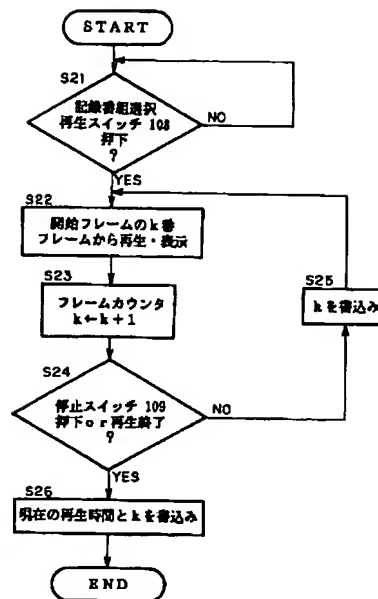 START
S21
記録番組選択
再生スイッチ 108
押下
?
NO
YES
S22
開始フレームのk番
フレームから再生・表示
S23
フレームカウンタ
k←k+1
S24
停止スイッチ 109
押下or再生終了
?
NO
S25
kを書込み
YES
S26
現在の再生時間とkを書込み
END